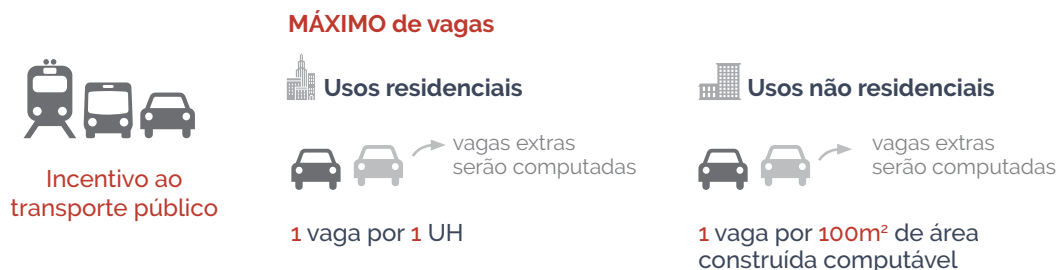 MÁXIMO de vagas
Incentivo ao
transporte público
Usos residenciais
vagas extras
serão computadas
1 vaga por 1 UH
Usos não residenciais
vagas extras
serão computadas
1 vaga por 100m² de área
construída computável